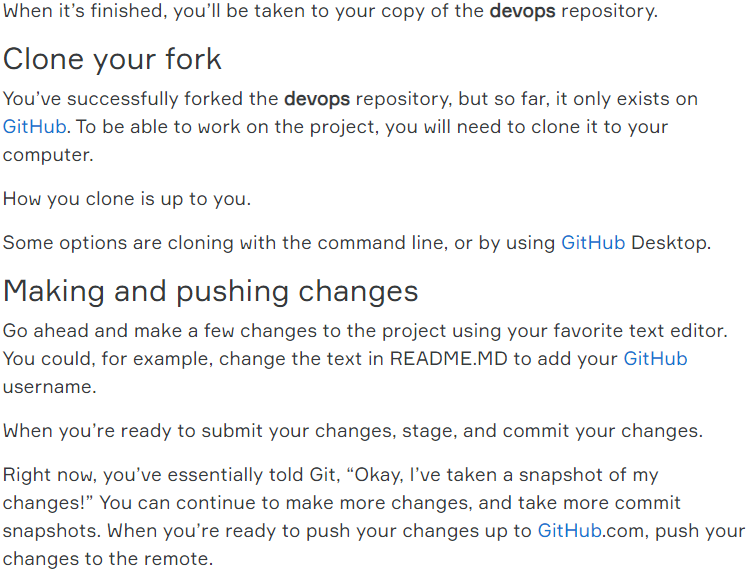 When it’s finished, you’ll be taken to your copy of the devops repository.
Clone your fork
You’ve successfully forked the devops repository, but so far, it only exists on
GitHub. To be able to work on the project, you will need to clone it to your
computer.
How you clone is up to you.
Some options are cloning with the command line, or by using GitHub Desktop.
Making and pushing changes
Go ahead and make a few changes to the project using your favorite text editor.
You could, for example, change the text in README.MD to add your GitHub
username.
When you’re ready to submit your changes, stage, and commit your changes.
Right now, you’ve essentially told Git, “Okay, I’ve taken a snapshot of my
changes!” You can continue to make more changes, and take more commit
snapshots. When you’re ready to push your changes up to GitHub.com, push your
changes to the remote.